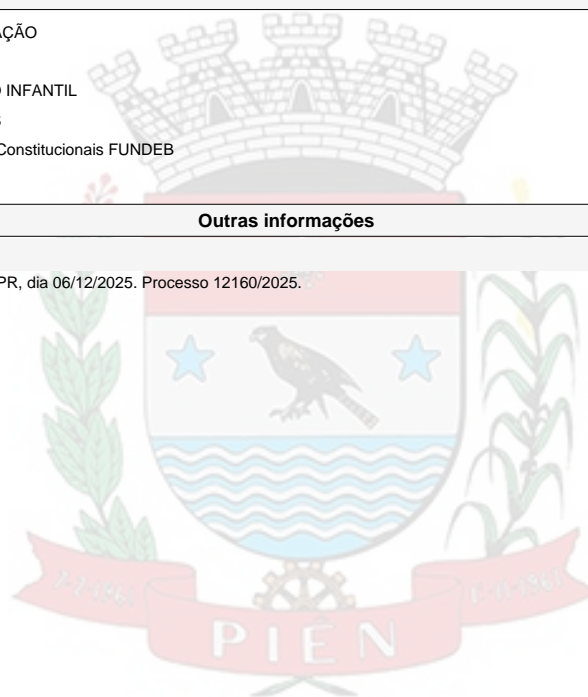 AÇÃO
INFANTIL
Constitucionais FUNDEB
Outras informações
PR, dia 06/12/2025. Processo 12160/2025.
PIÊN